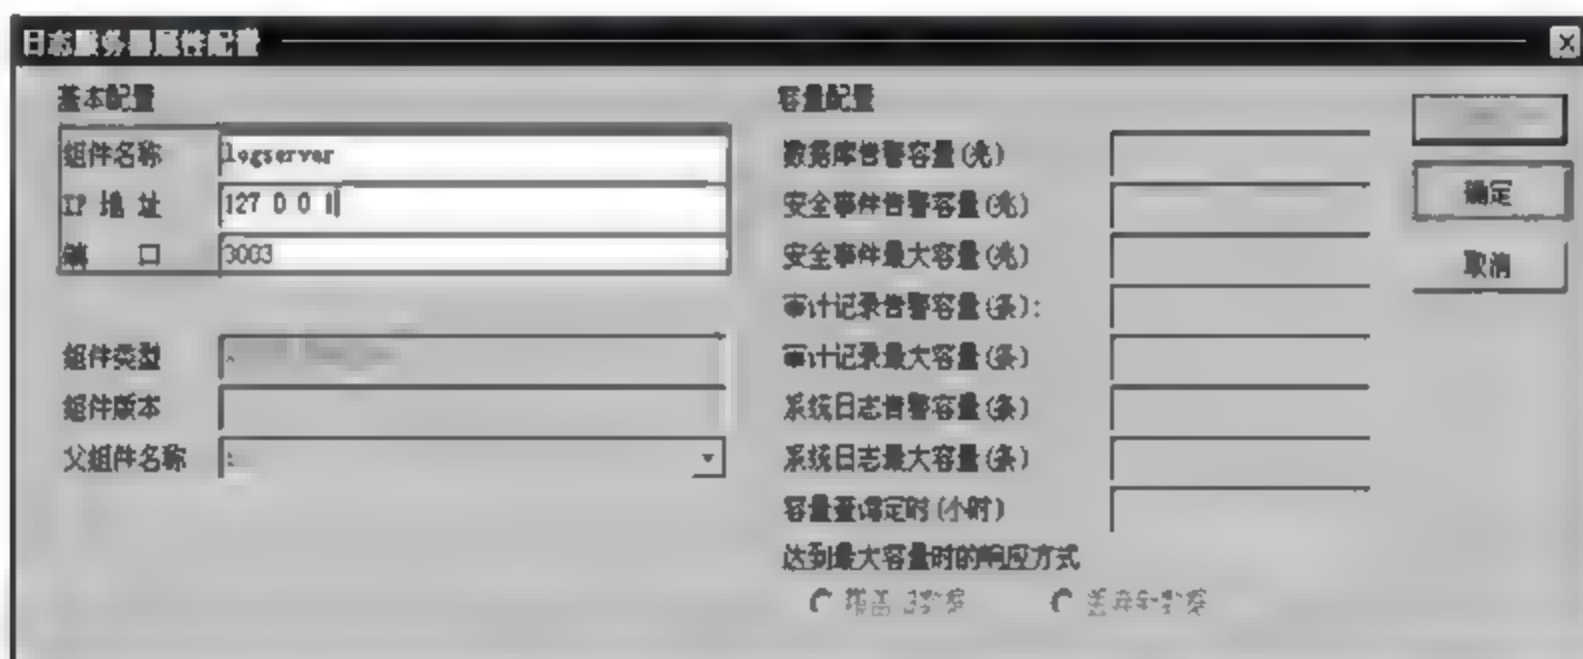 日志服务器属性配置
基本配置
组件名称 logserver
IP 地 址 127 0 0 1
端 口 3003
组件类型
组件版本
父组件名称
容量配置
数据库告警容量(兆)
安全事件告警容量(兆)
安全事件最大容量(兆)
审计记录告警容量(条):
审计记录最大容量(条)
系统日志告警容量(条)
系统日志最大容量(条)
容量查询定时(小时)
达到最大容量时的响应方式
确定
取消